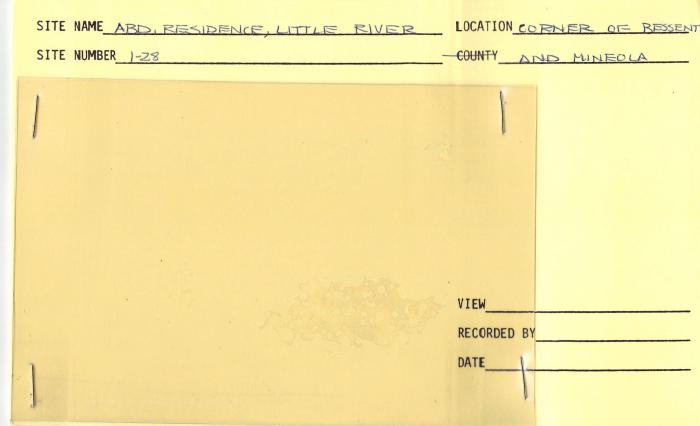 SITE NAME ABD. RESIDENCE, LITTLE RIVER LOCATION CORNER OF BESSENT
SITE NUMBER 1-28 COUNTY AND MINEOLA
VIEW
RECORDED BY
DATE